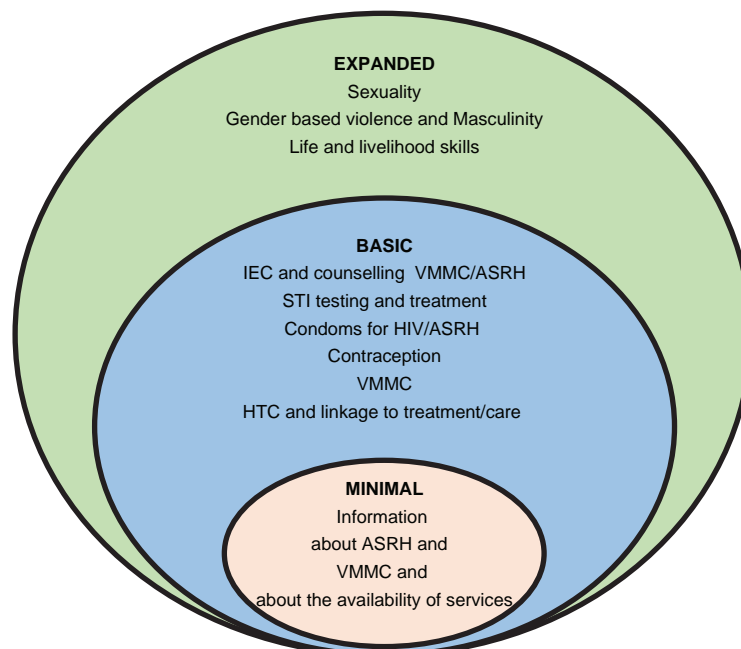 EXPANDED
Sexuality
Gender based violence and Masculinity
Life and livelihood skills
BASIC
IEC and counselling VMMC/ASRH
STI testing and treatment
Condoms for HIV/ASRH
Contraception
VMMC
HTC and linkage to treatment/care
MINIMAL
Information
about ASRH and
VMMC and
about the availability of services